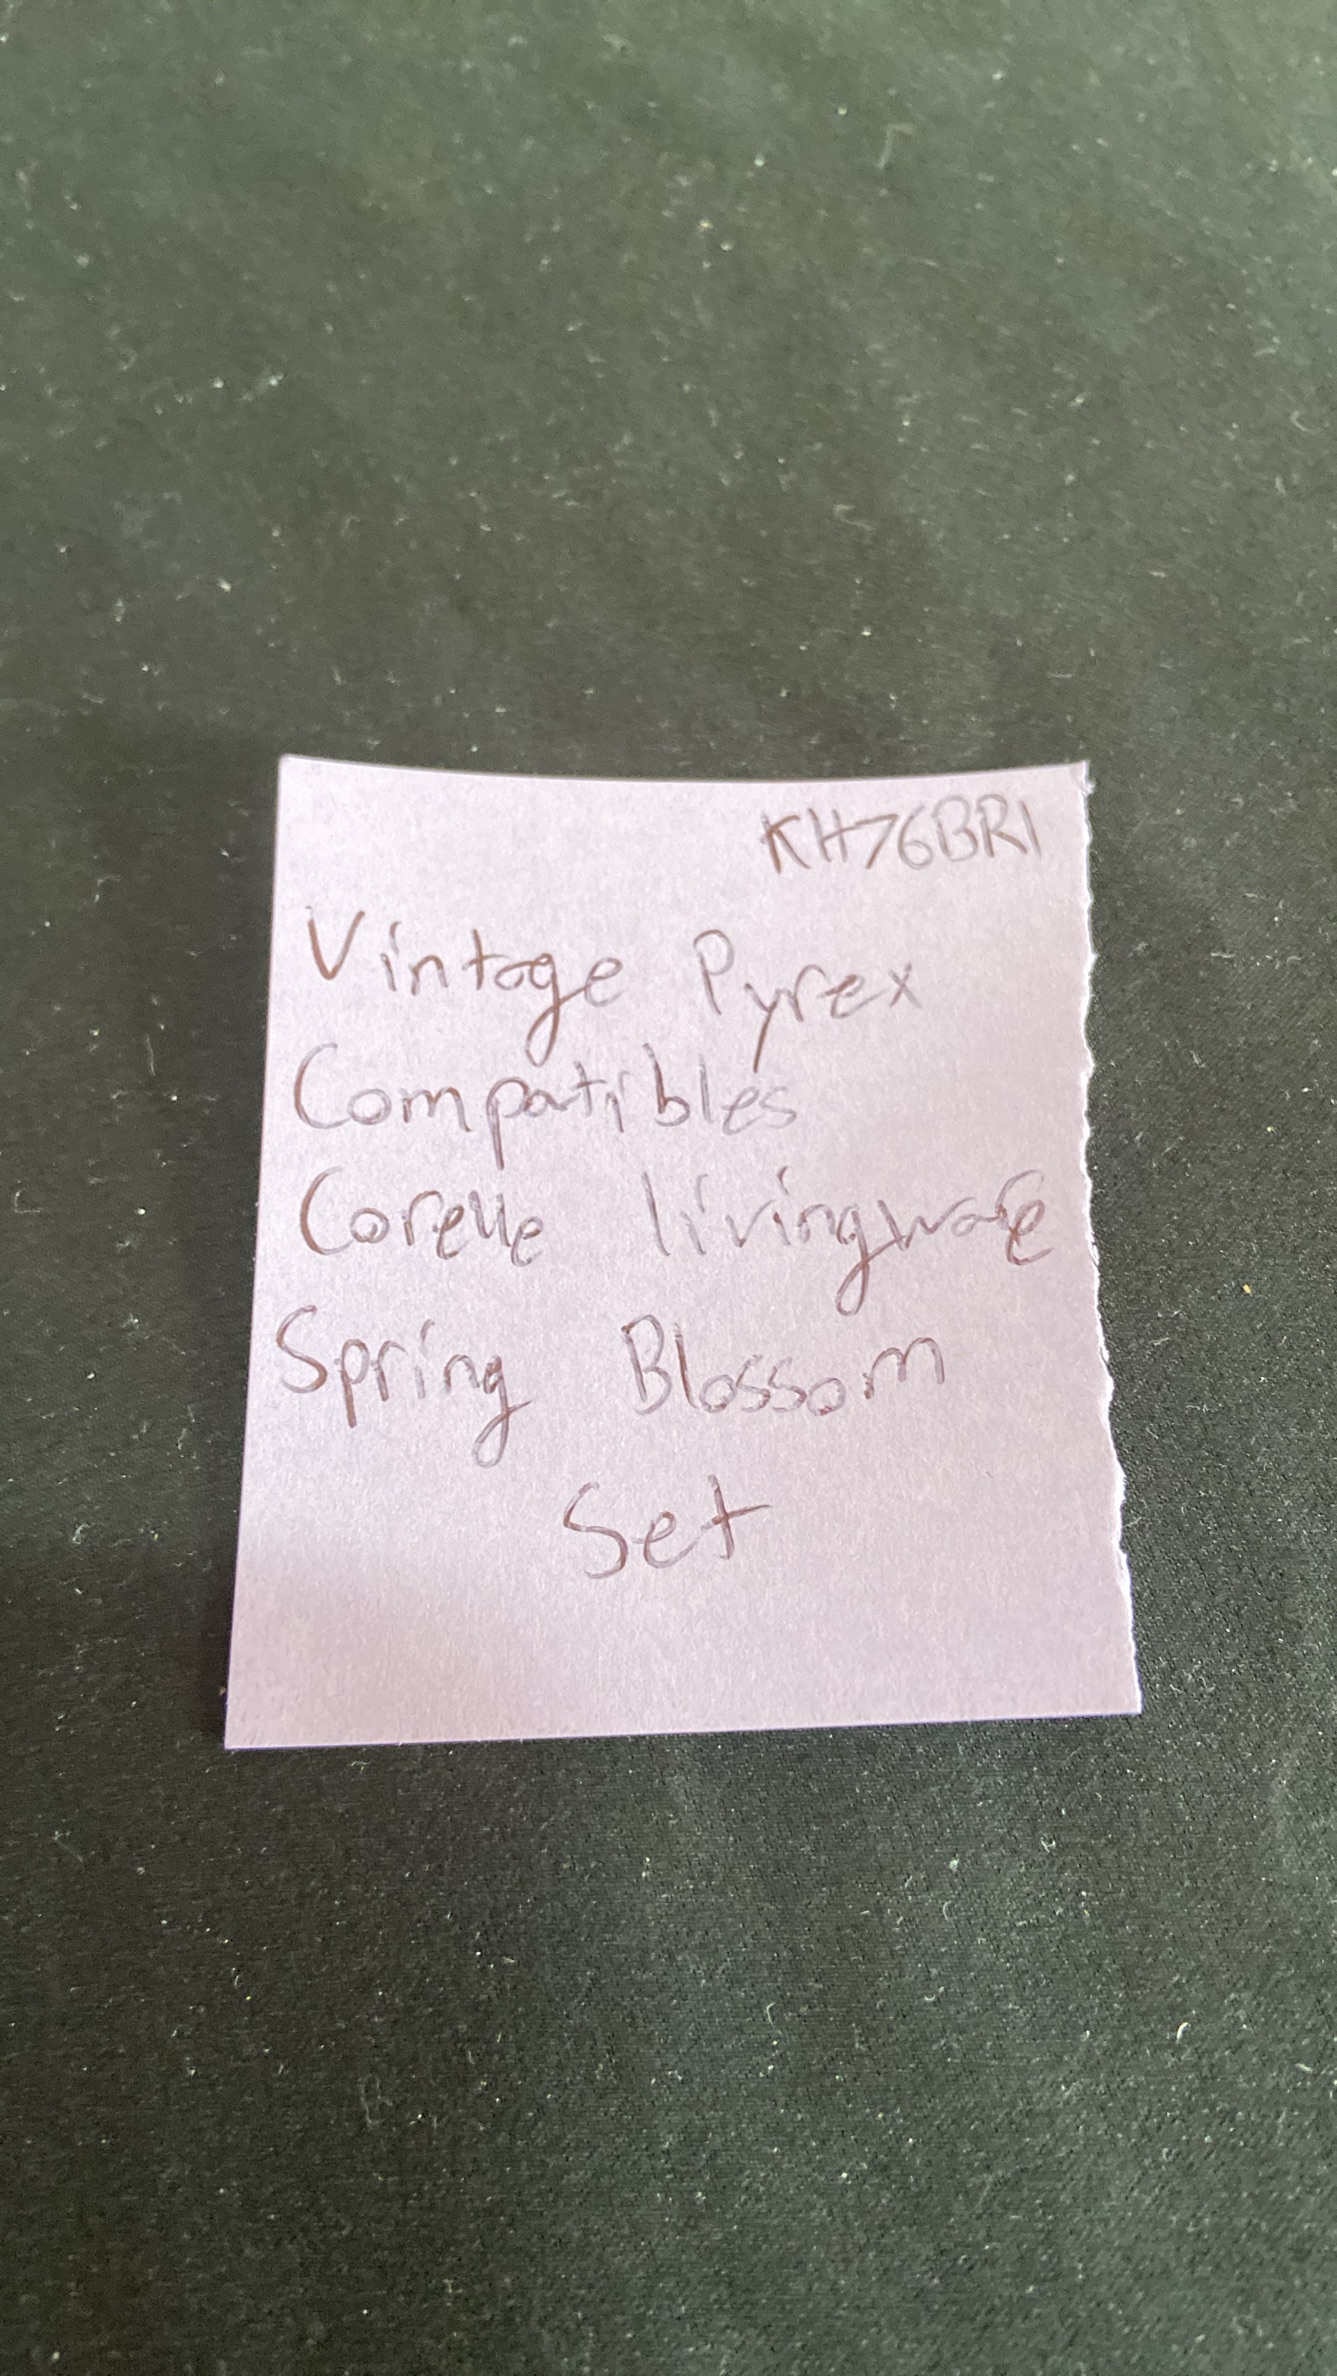 KH76BR1
Vintage Pyrex
Compatibles
Corelle livingware
Spring Blossom
Set